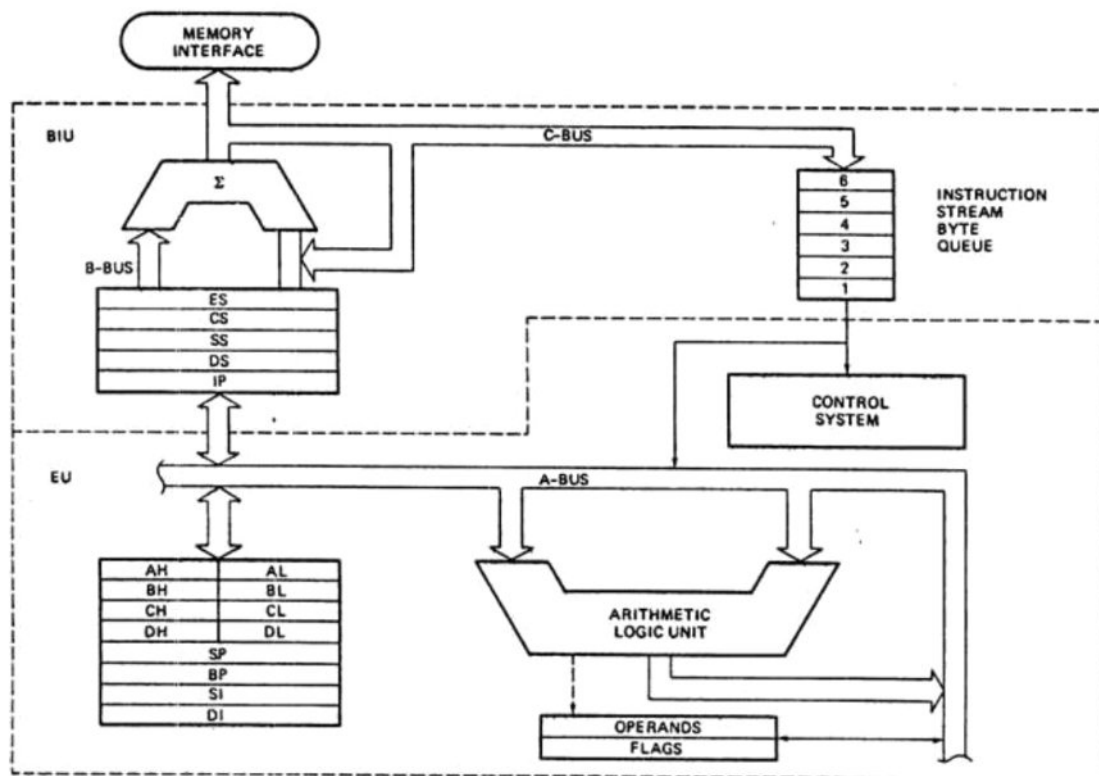 MEMORY
INTERFACE
BIU
C-BUS
Σ
B-BUS
6
5
4
3
2
1
INSTRUCTION
STREAM
BYTE
QUEUE
ES
CS
SS
DS
IP
CONTROL
SYSTEM
EU
A-BUS
AH AL
BH BL
CH CL
DH DL
SP
BP
SI
DI
ARITHMETIC
LOGIC UNIT
OPERANDS
FLAGS